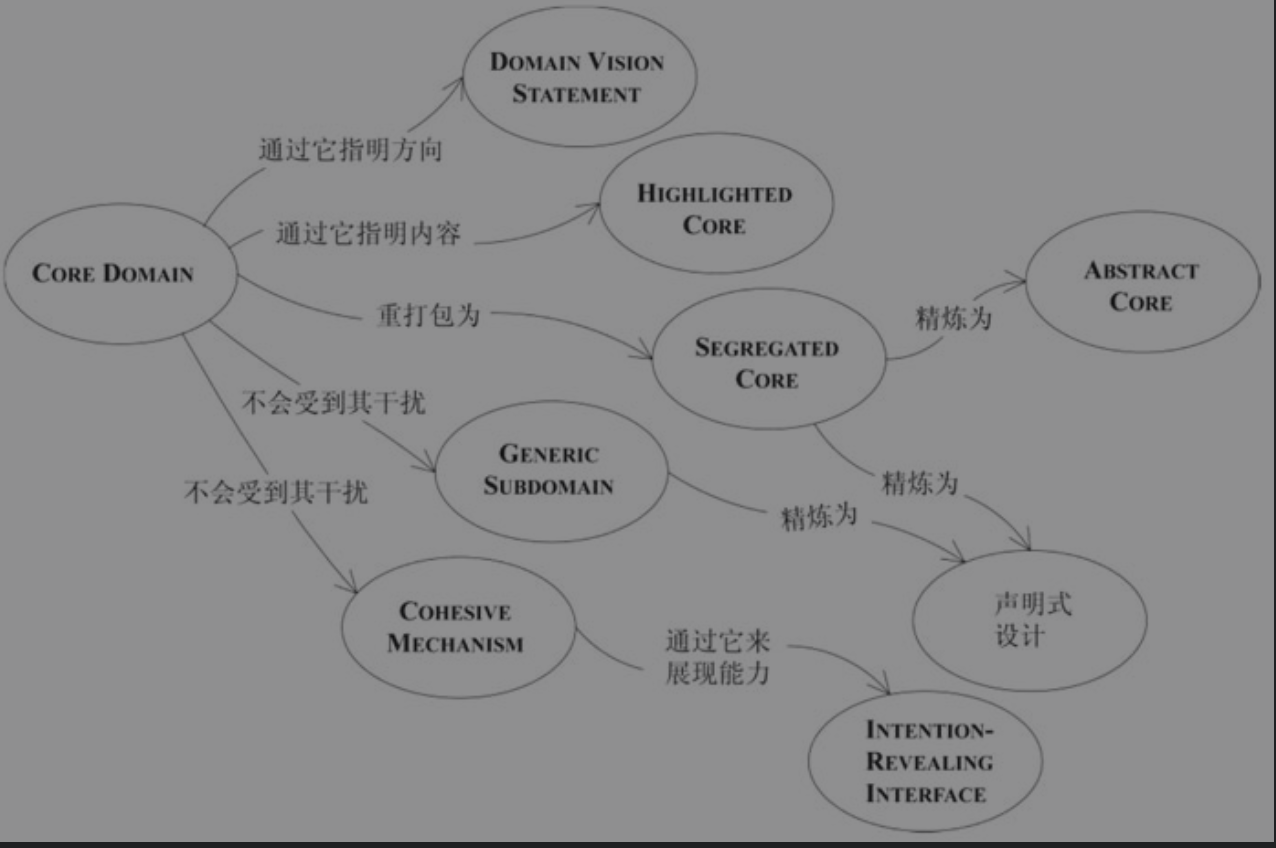 DOMAIN VISION
STATEMENT
通过它指明方向
HIGHLIGHTED
CORE
通过它指明内容
CORE DOMAIN
ABSTRACT
CORE
重打包为
精炼为
SEGREGATED
CORE
不会受到其干扰
GENERIC
SUBDOMAIN
精炼为
不会受到其干扰
精炼为
声明式
设计
COHESIVE
MECHANISM
通过它来
展现能力
INTENTION-
REVEALING
INTERFACE